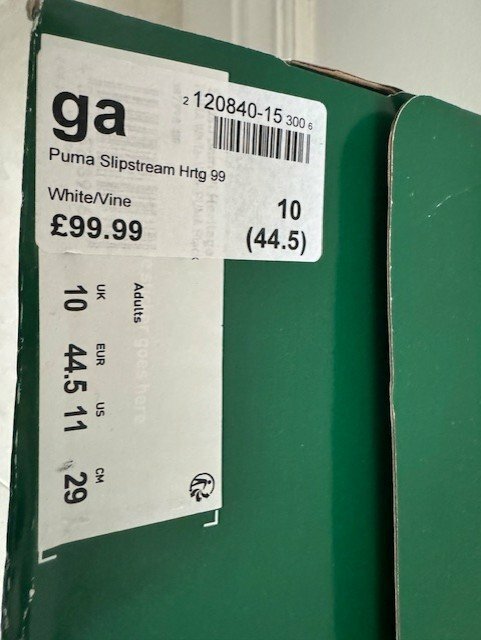 ga
2 120840-15 300 6
Puma Slipstream Hrtg 99
White/Vine
£99.99
10
(44.5)
Adults
UK EUR US CM
10 44.5 11 29